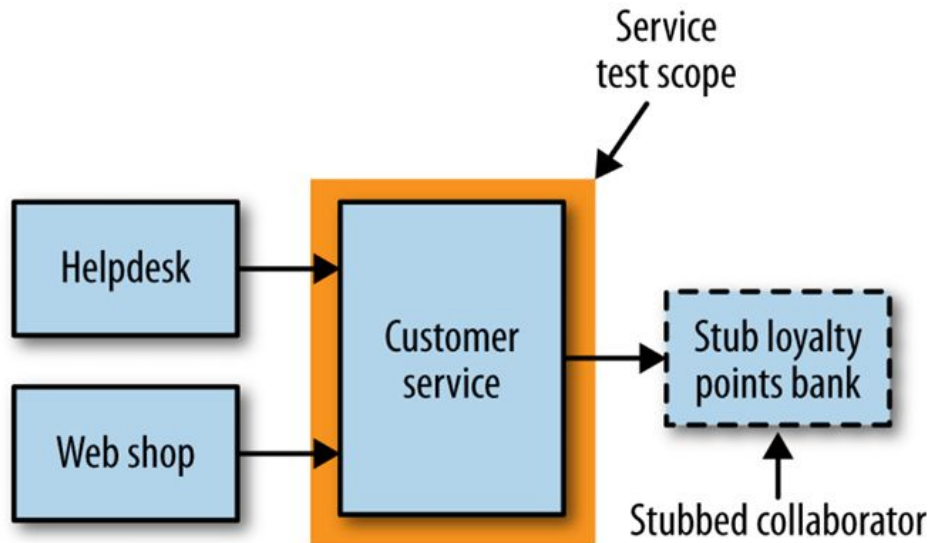 Service
test scope
Helpdesk
Customer
service
Web shop
Stub loyalty
points bank
Stubbed collaborator